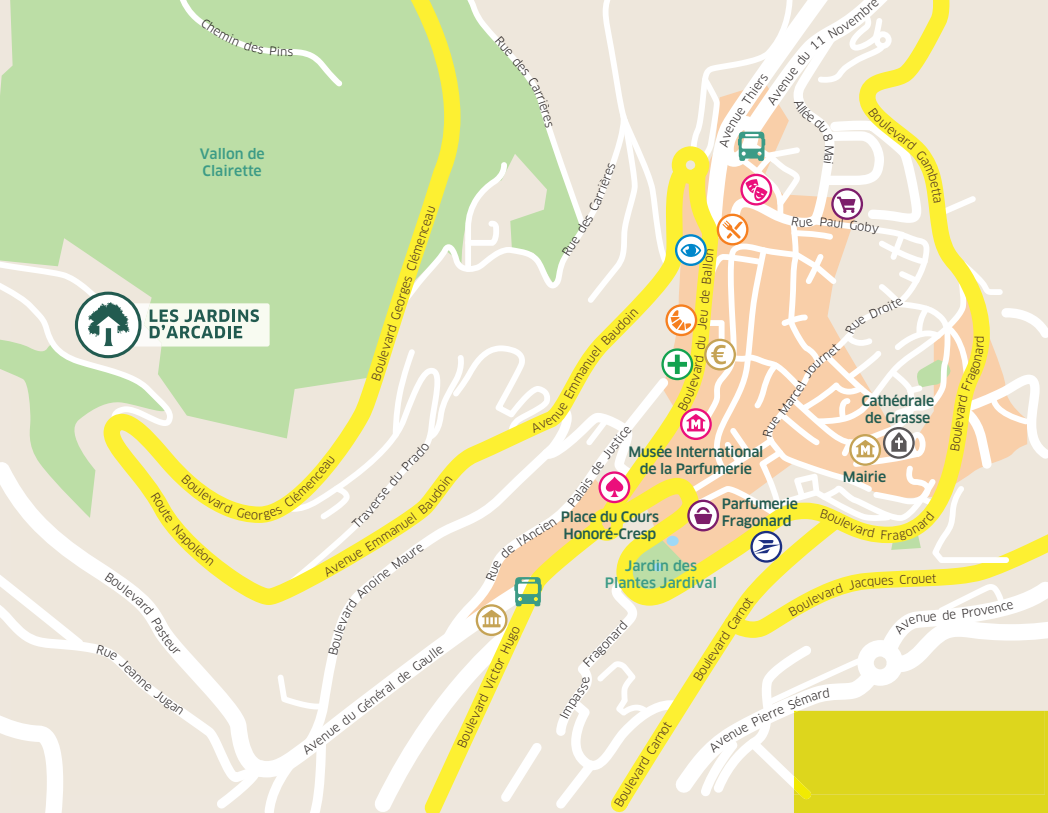 Chemin des Pins
Rue des Carrières
Avenue du 11 Novembre
Avenue Thiers
Allée du 8 Mai
Boulevard Gambetta
Vallon de
Clairette
Rue des Carrières
Rue Paul Goby
Boulevard Georges Clémenceau
Boulevard du Jeu de Ballon
LES JARDINS
D'ARCADIE
Rue Droite
Avenue Emmanuel Baudoin
€
Rue Marcel Journet
Boulevard Fragonard
Cathédrale
de Grasse
M
Musée International
de la Parfumerie
M
Mairie
Rue de l'Ancien Palais de Justice
Traverse du Prado
Boulevard Georges Clémenceau
Route Napoléon
Avenue Emmanuel Baudoin
Place du Cours
Honoré-Cresp
Parfumerie
Fragonard
Boulevard Fragonard
Jardin des
Plantes Jardival
Boulevard Anoine Maure
Boulevard Pasteur
Boulevard Jacques Crouet
Avenue de Provence
Rue Jeanne Jugan
Avenue du Général de Gaulle
Boulevard Victor Hugo
Impasse Fragonard
Boulevard Carnot
Avenue Pierre Sémard
Boulevard Carnot